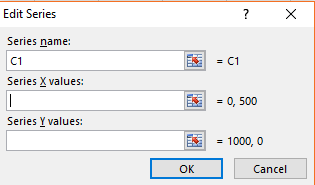 Edit Series ? ×
Series name:
C1 = C1
Series X values:
= 0, 500
Series Y values:
= 1000, 0
OK Cancel